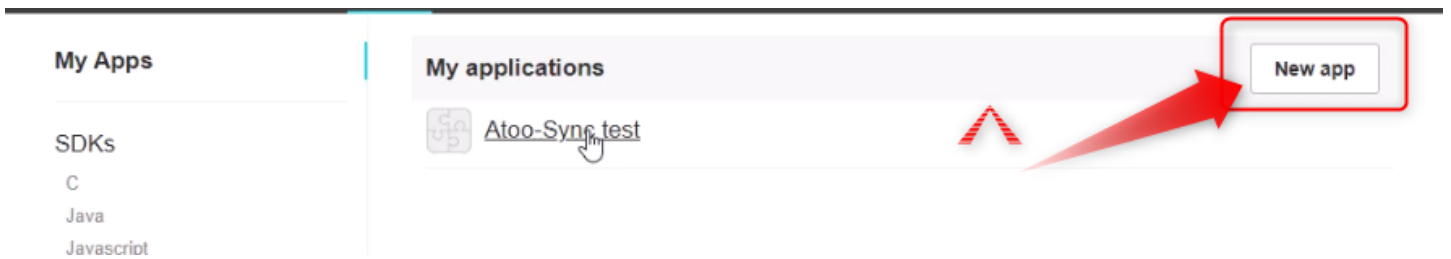 My Apps
My applications
New app
Atoo-Sync test
SDKs
C
Java
Javascript